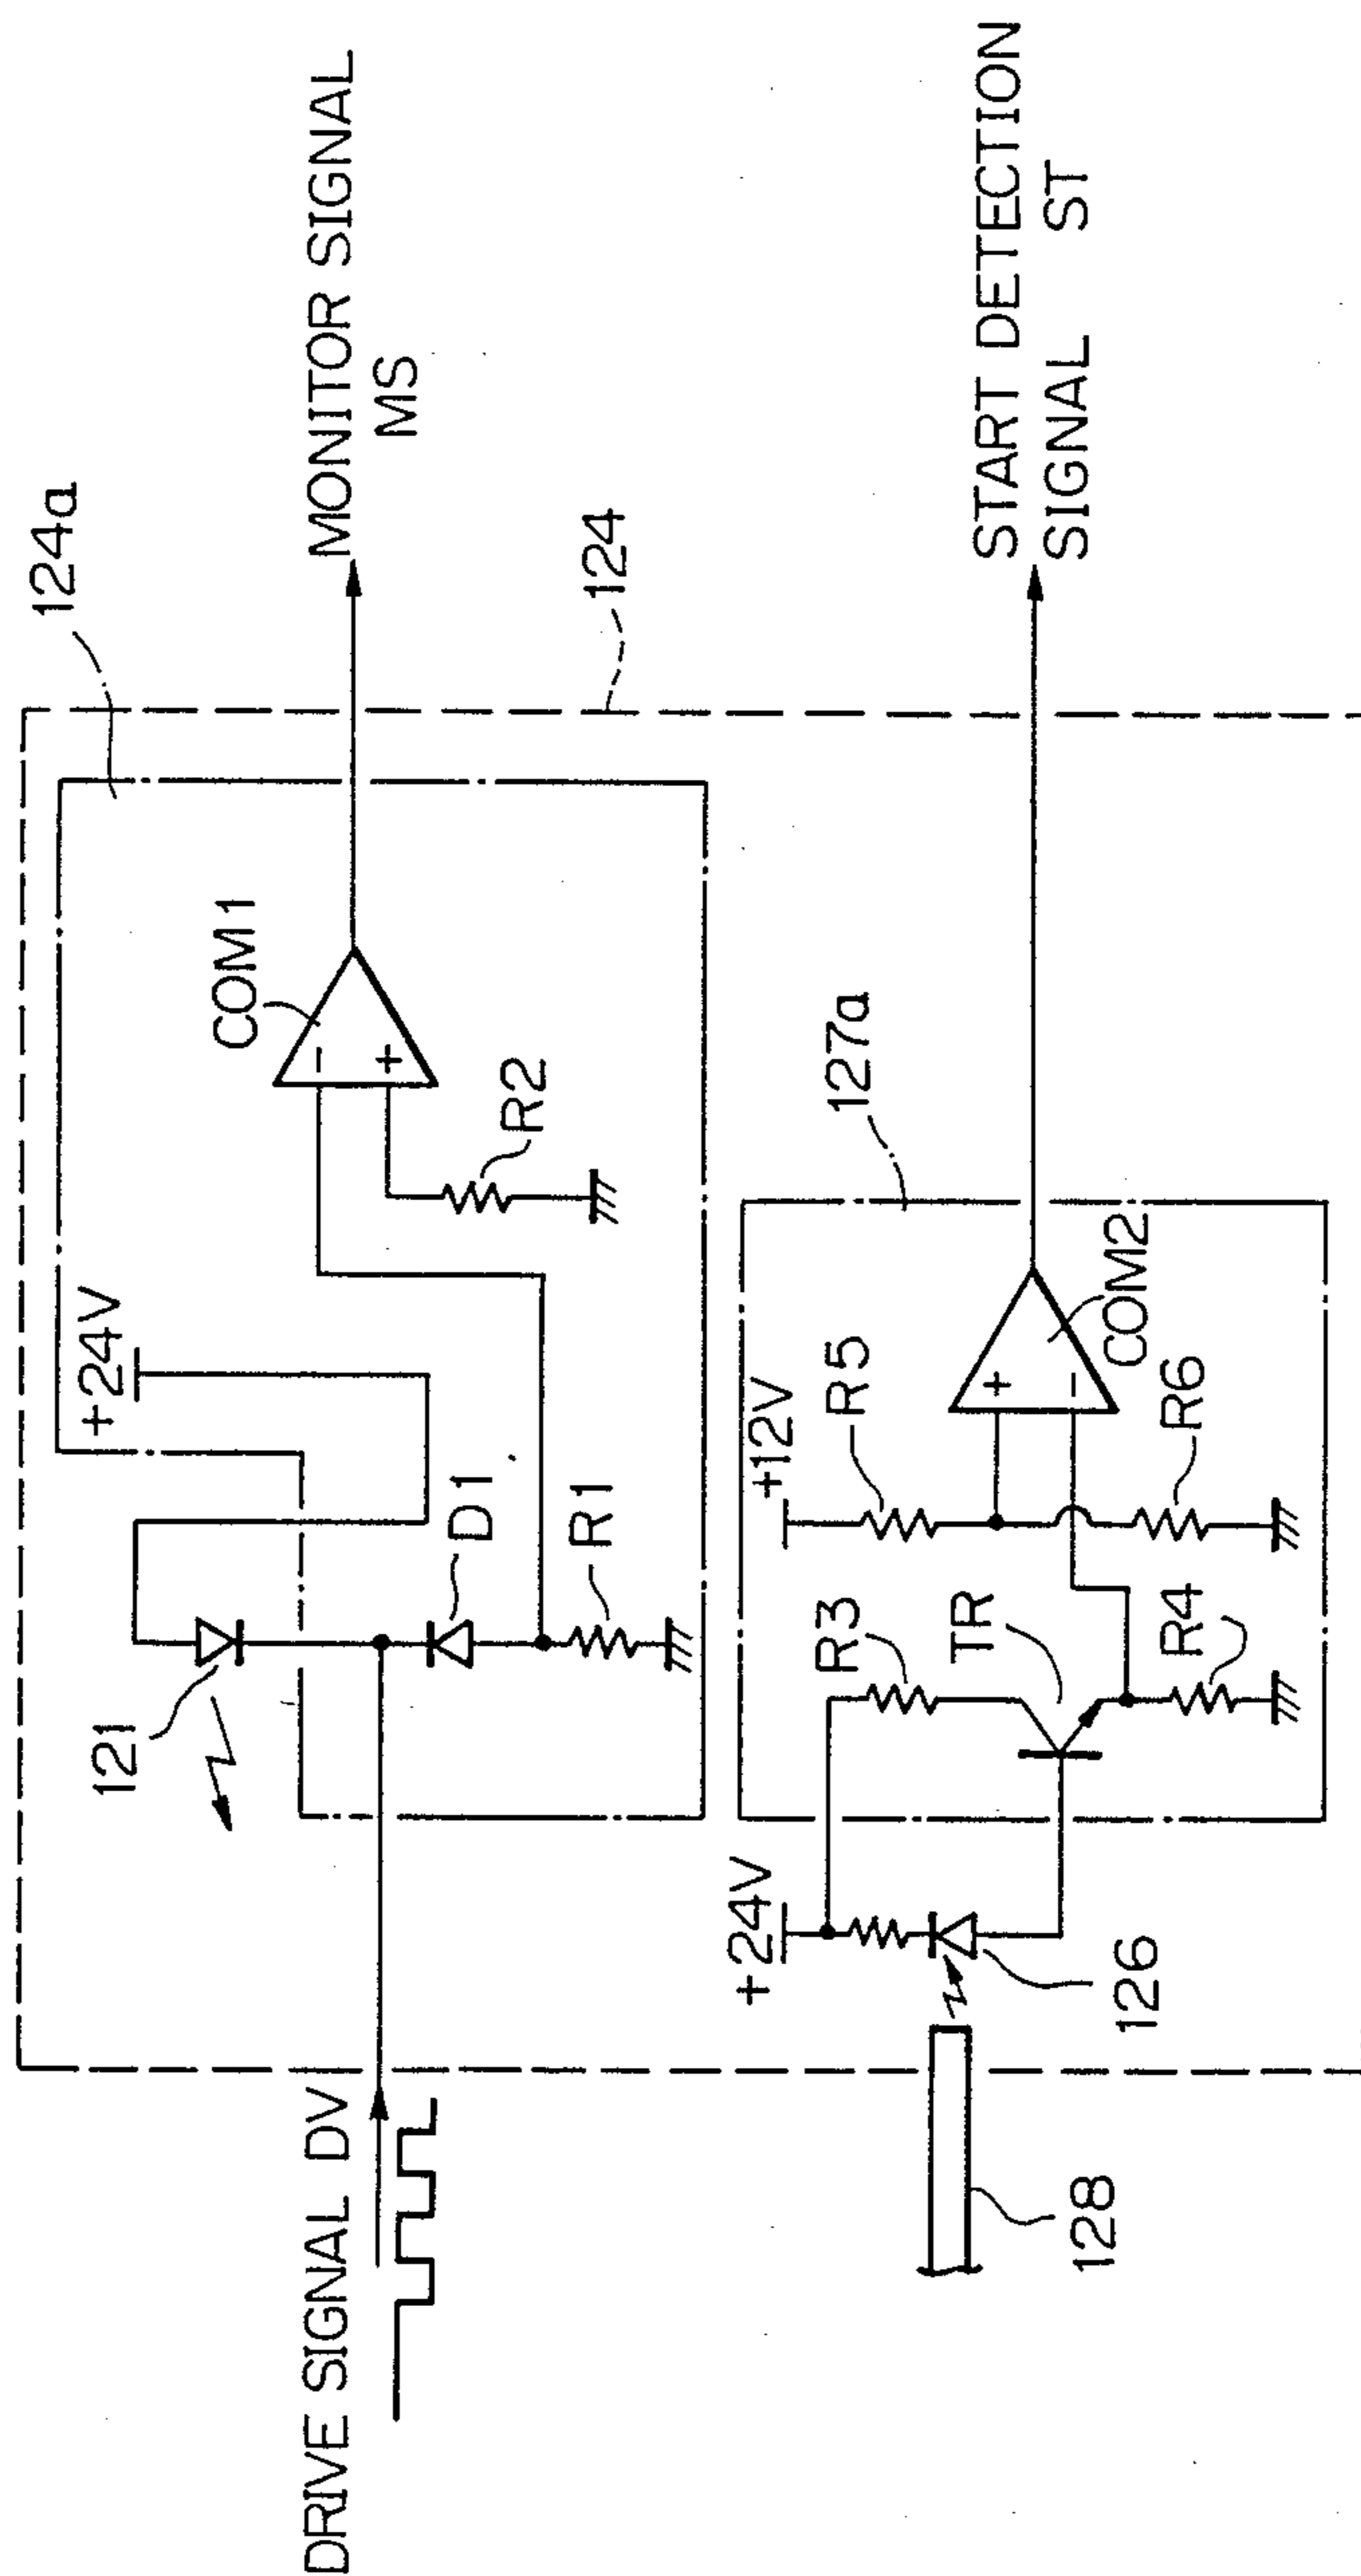 124a
MONITOR SIGNAL
MS
124
COM1
+24V
−
+
R2
121
D1
R1
DRIVE SIGNAL DV
127a
START DETECTION
SIGNAL ST
+12V
R5
+
−
COM2
R6
R3
TR
R4
+24V
126
128